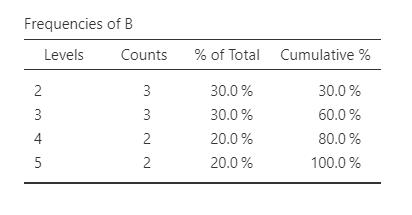 Frequencies of B
Levels Counts % of Total Cumulative %
2 3 30.0 % 30.0 %
3 3 30.0 % 60.0 %
4 2 20.0 % 80.0 %
5 2 20.0 % 100.0 %